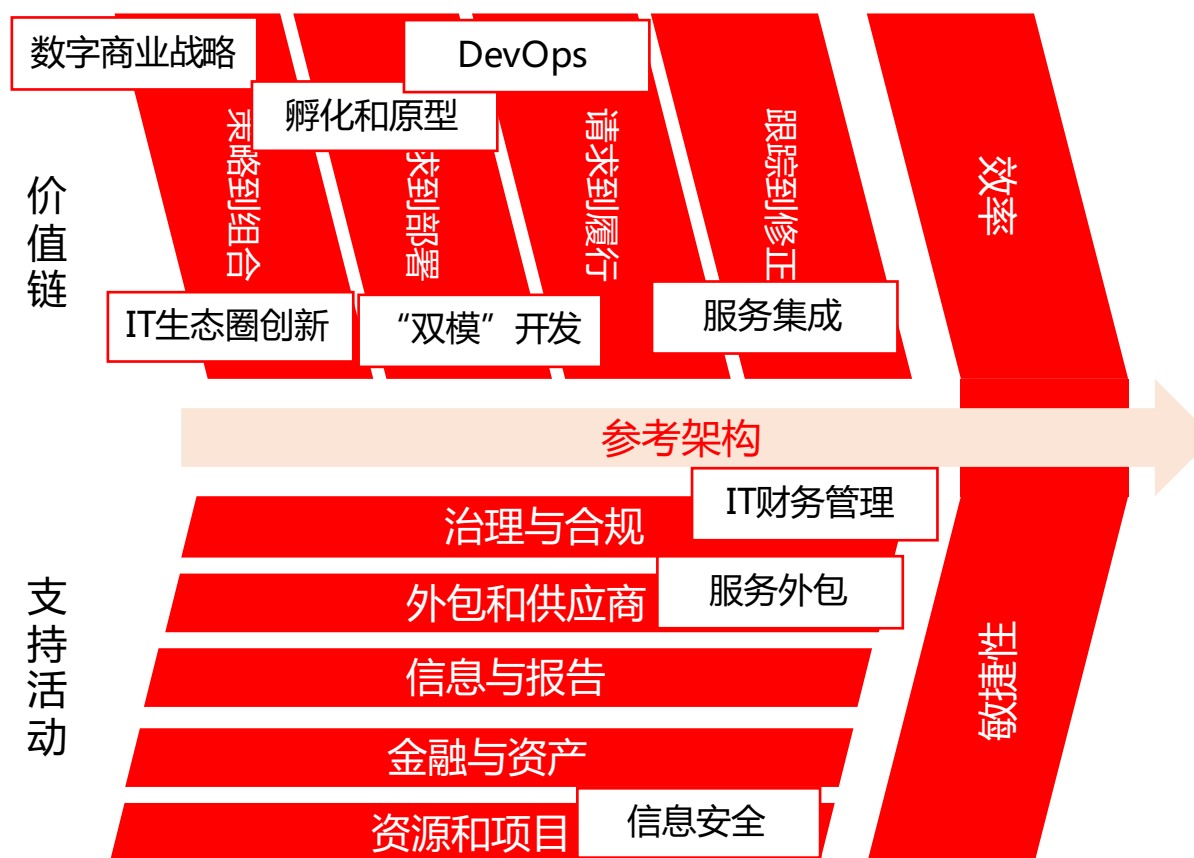 数字商业战略
DevOps
孵化和原型
价值链
策略到组合
求到部署
请求到履行
跟踪到修正
效率
IT生态圈创新
“双模”开发
服务集成
参考架构
IT财务管理
治理与合规
支持活动
外包和供应商
服务外包
信息与报告
敏捷性
金融与资产
资源和项目
信息安全